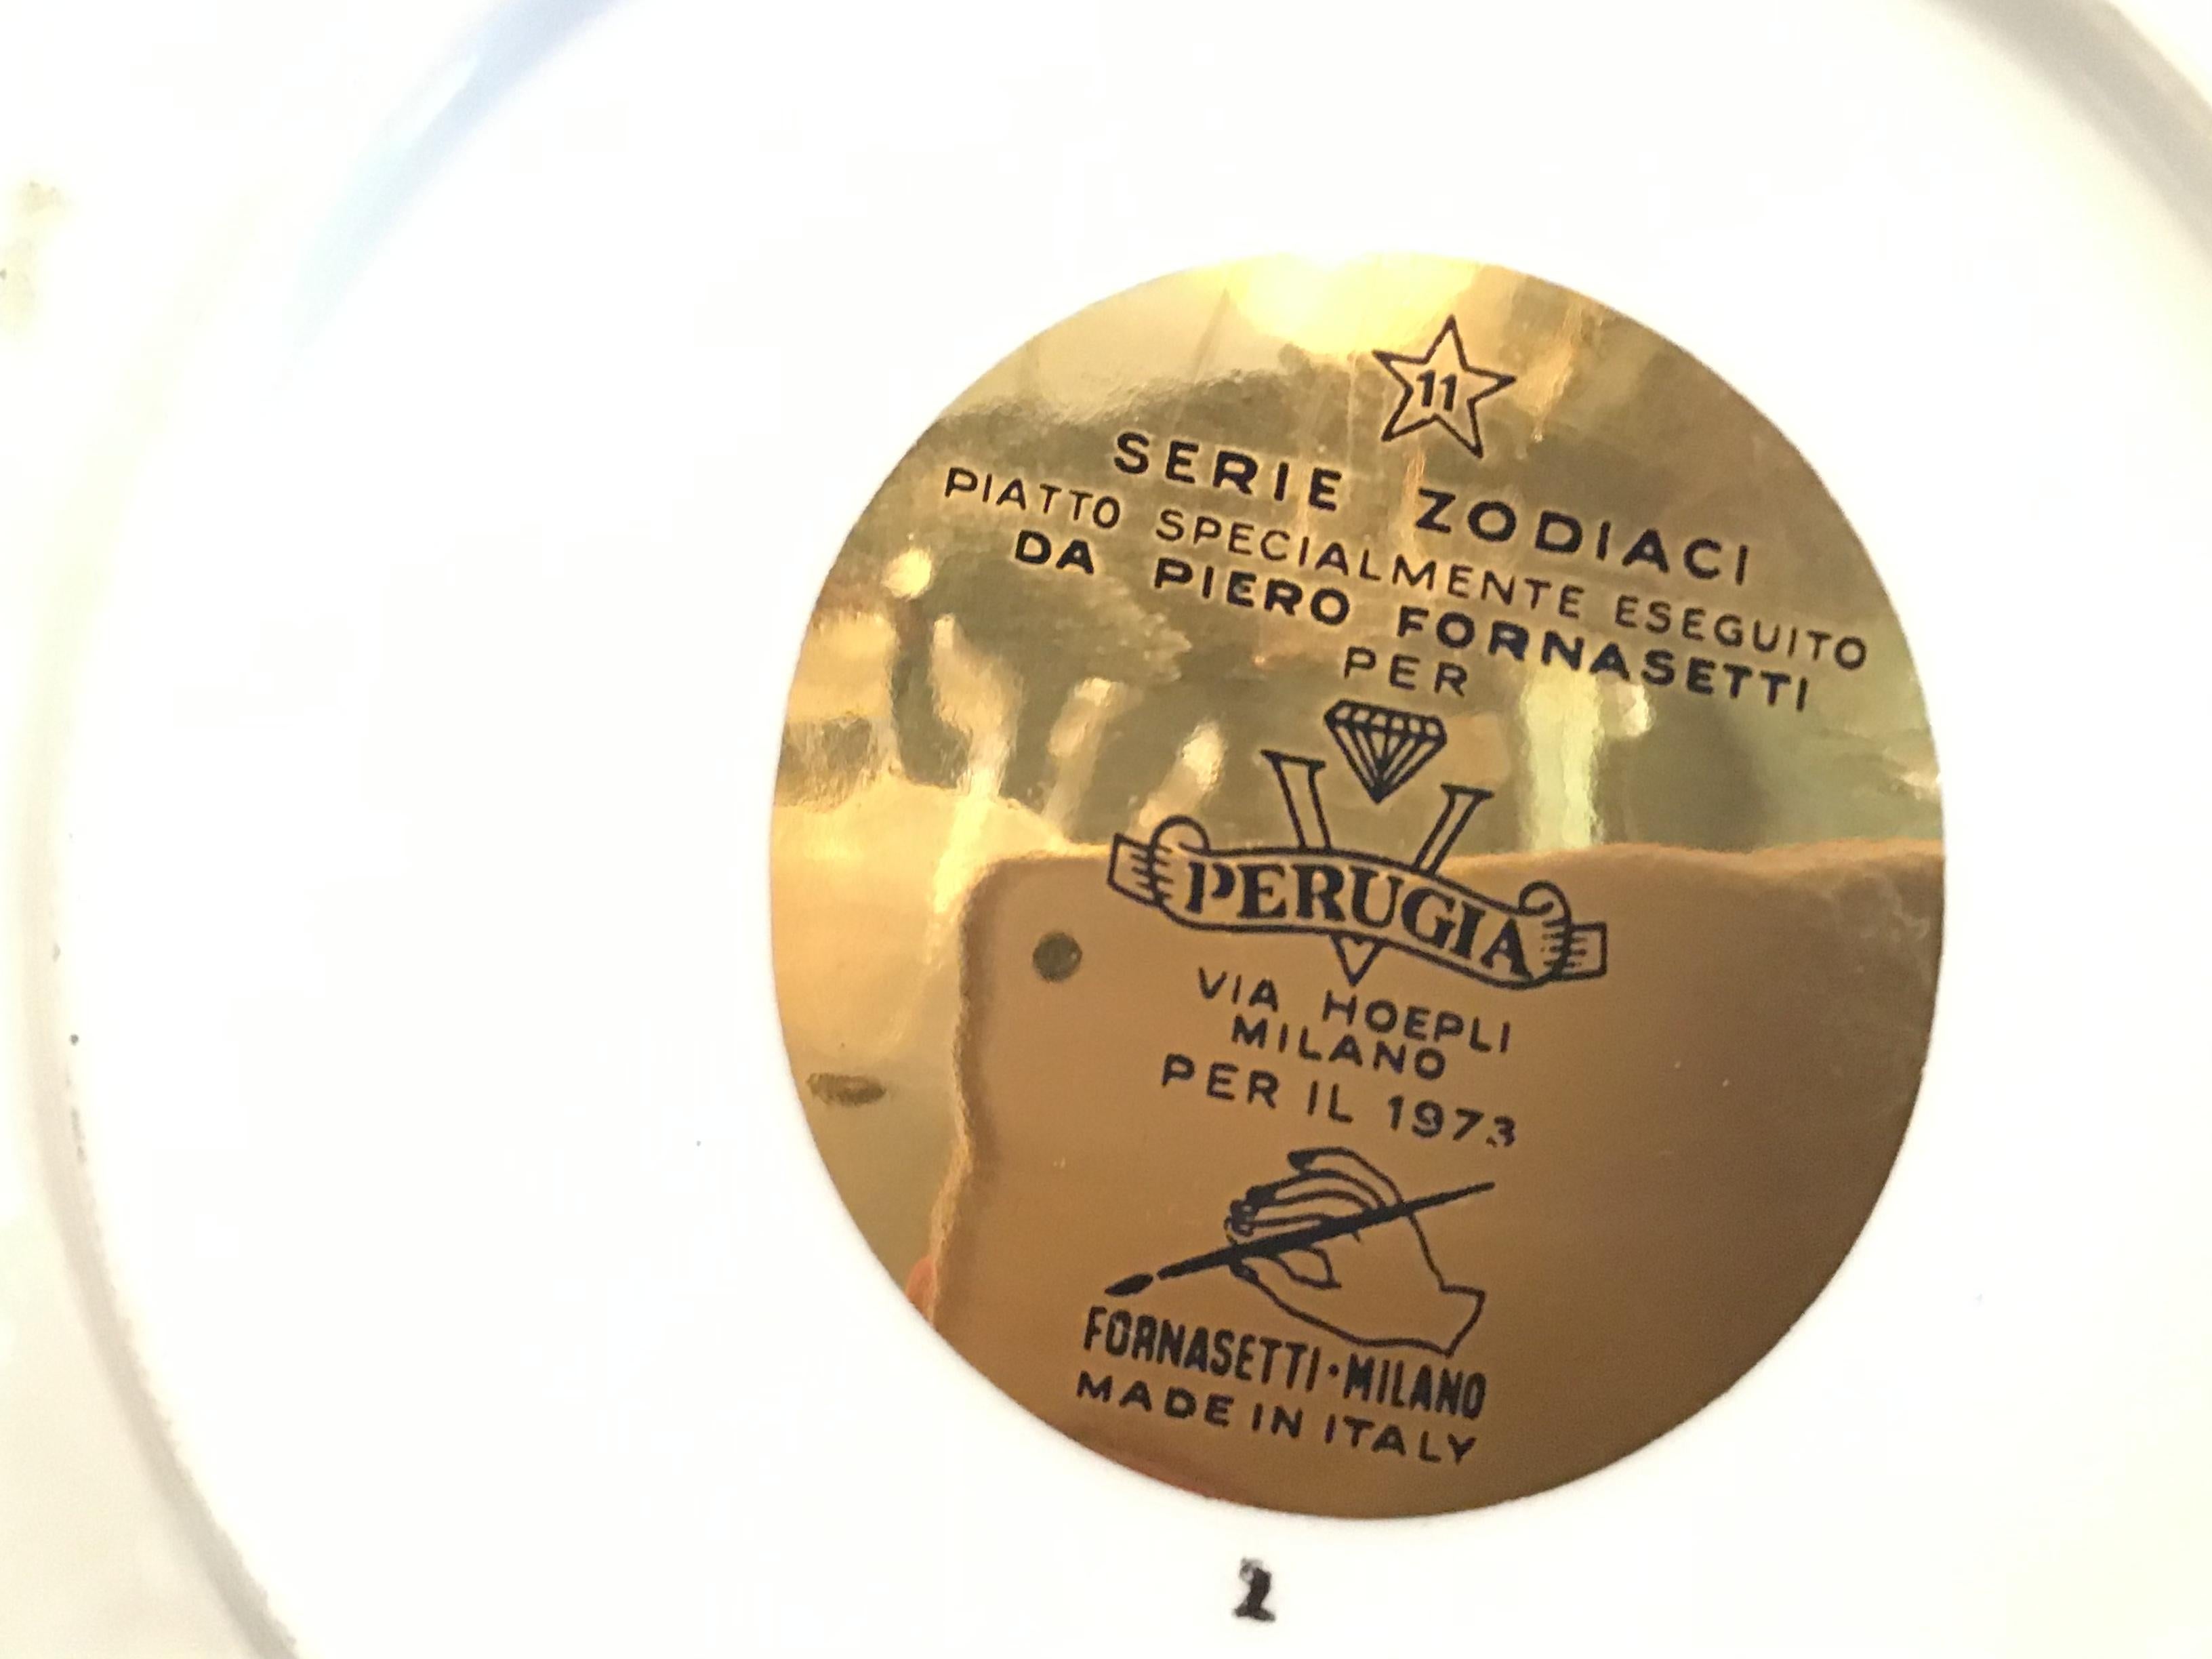 11
SERIE ZODIACI
PIATTO SPECIALMENTE ESEGUITO
DA PIERO FORNASETTI
PER
V
PERUGIA
VIA HOEPLI
MILANO
PER IL 1973
FORNASETTI·MILANO
MADE IN ITALY
2